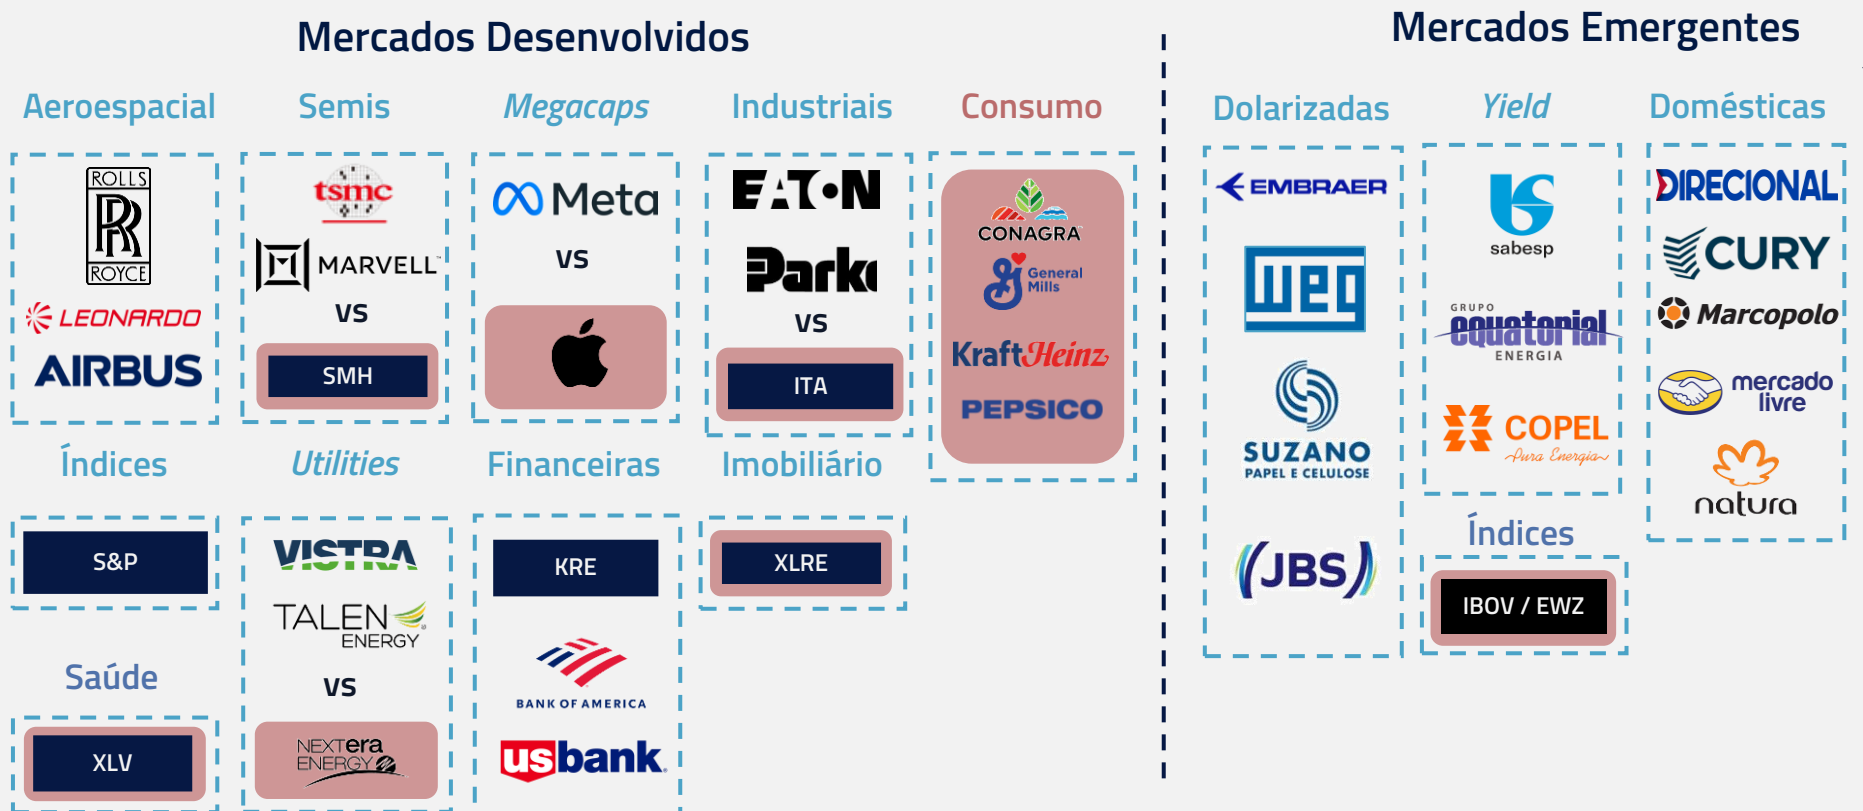 Mercados Desenvolvidos
Aeroespacial
ROLLS
RR
ROYCE
LEONARDO
AIRBUS
Semis
tsmc
MARVELL
VS
SMH
Megacaps
Meta
VS
Industriais
EATON
Park
VS
ITA
Consumo
CONAGRA
General
Mills
KraftHeinz
PEPSICO
Índices
S&P
Saúde
XLV
Utilities
VISTRA
TALEN
ENERGY
VS
NEXTera
ENERGY
Financeiras
KRE
BANK OF AMERICA
usbank
Imobiliário
XLRE
Mercados Emergentes
Dolarizadas
EMBRAER
weg
SUZANO
PAPEL E CELULOSE
JBS
Yield
sabesp
GRUPO
equatorial
ENERGIA
COPEL
Pura Energia
Índices
IBOV / EWZ
Domésticas
DIRECIONAL
CURY
Marcopolo
mercado
livre
natura